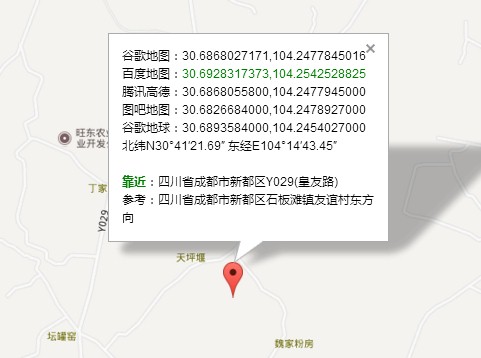 谷歌地图：30.6868027171,104.2477845016
百度地图：30.6928317373,104.2542528825
腾讯高德：30.6868055800,104.2477945000
图吧地图：30.6826684000,104.2478927000
谷歌地球：30.6893584000,104.2454027000
北纬N30°41′21.69″ 东经E104°14′43.45″
靠近：四川省成都市新都区Y029(皇友路)
参考：四川省成都市新都区石板滩镇友谊村东方
向
旺东农业
业开发公
丁家
Y029
天坪堰
坛罐窑
魏家粉房